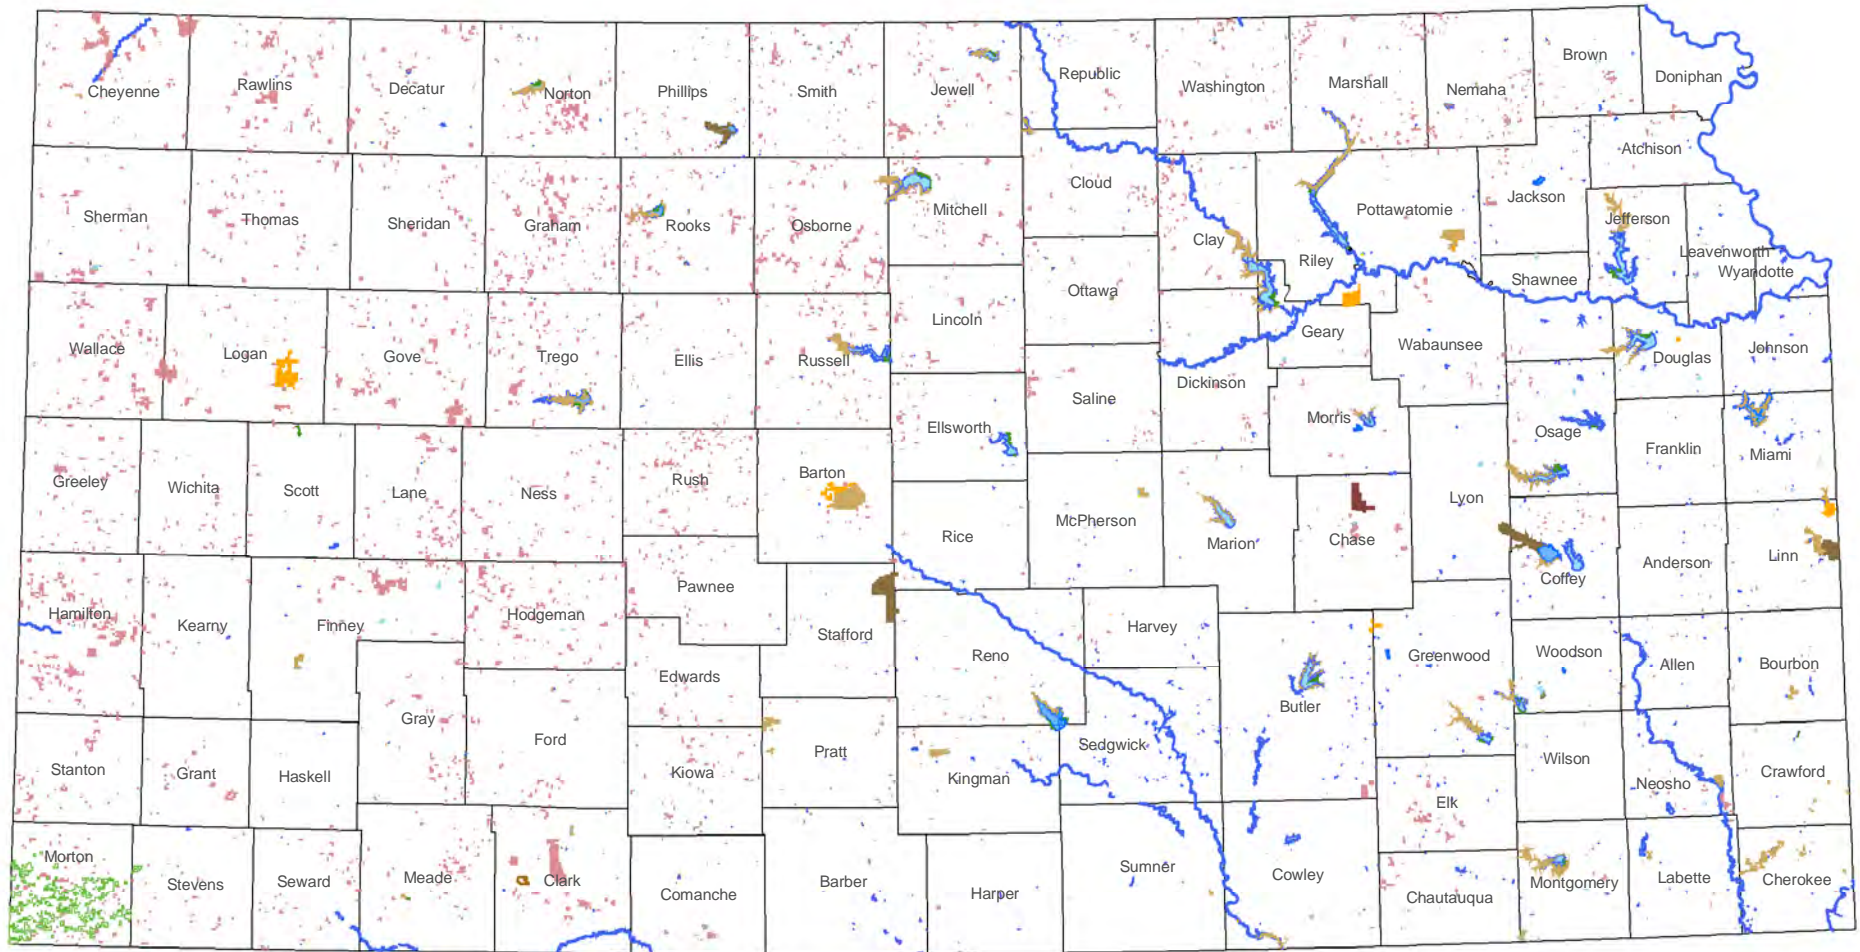 Cheyenne
Rawlins
Decatur
Norton
Phillips
Smith
Jewell
Republic
Washington
Marshall
Nemaha
Brown
Doniphan
Atchison
Sherman
Thomas
Sheridan
Graham
Rooks
Osborne
Mitchell
Cloud
Clay
Riley
Pottawatomie
Jackson
Jefferson
Leavenworth
Wyandotte
Shawnee
Ottawa
Lincoln
Wallace
Logan
Gove
Trego
Ellis
Russell
Geary
Wabaunsee
Douglas
Johnson
Dickinson
Saline
Ellsworth
Morris
Osage
Franklin
Miami
Greeley
Wichita
Scott
Lane
Ness
Rush
Barton
Rice
McPherson
Marion
Chase
Lyon
Coffey
Anderson
Linn
Hamilton
Kearny
Finney
Hodgeman
Pawnee
Stafford
Edwards
Reno
Harvey
Greenwood
Woodson
Allen
Bourbon
Gray
Ford
Kiowa
Pratt
Kingman
Sedgwick
Butler
Stanton
Grant
Haskell
Elk
Wilson
Neosho
Crawford
Morton
Stevens
Seward
Meade
Clark
Comanche
Barber
Harper
Sumner
Cowley
Chautauqua
Montgomery
Labette
Cherokee